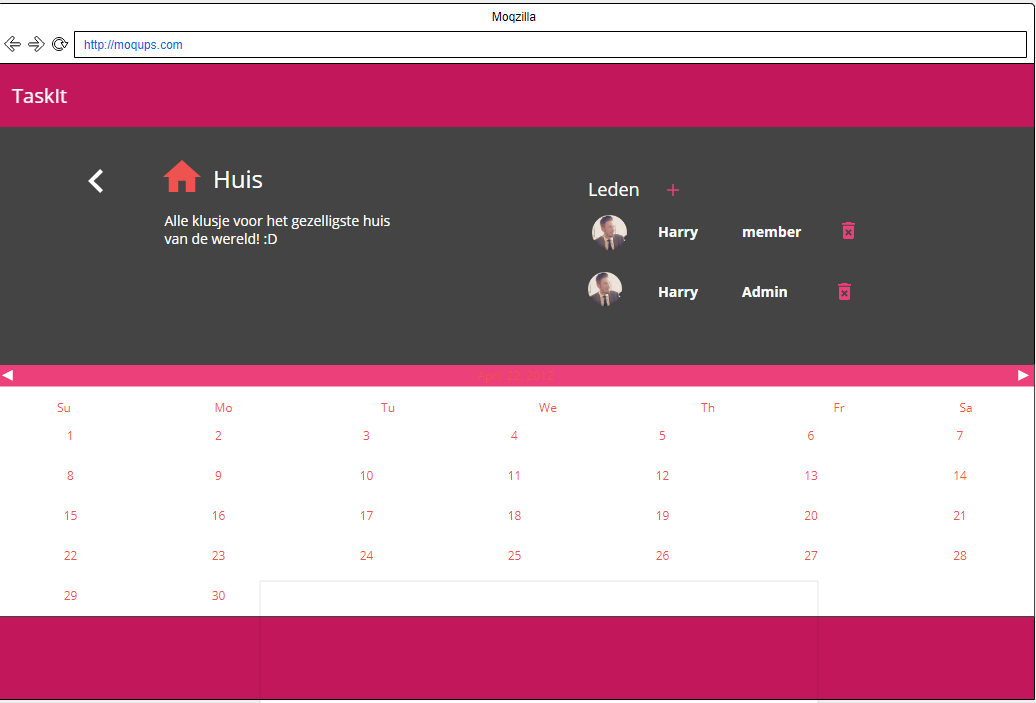 Moqzilla
http://moqups.com
TaskIt
Huis
Alle klusje voor het gezelligste huis
van de wereld! :D
Leden +
Harry member
Harry Admin
Su Mo Tu We Th Fr Sa
1 2 3 4 5 6 7
8 9 10 11 12 13 14
15 16 17 18 19 20 21
22 23 24 25 26 27 28
29 30